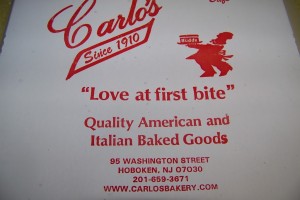 Carlo's
Since 1910
"Love at first bite"
Quality American and
Italian Baked Goods
95 WASHINGTON STREET
HOBOKEN, NJ 07030
201-659-3671
WWW.CARLOSBAKERY.COM